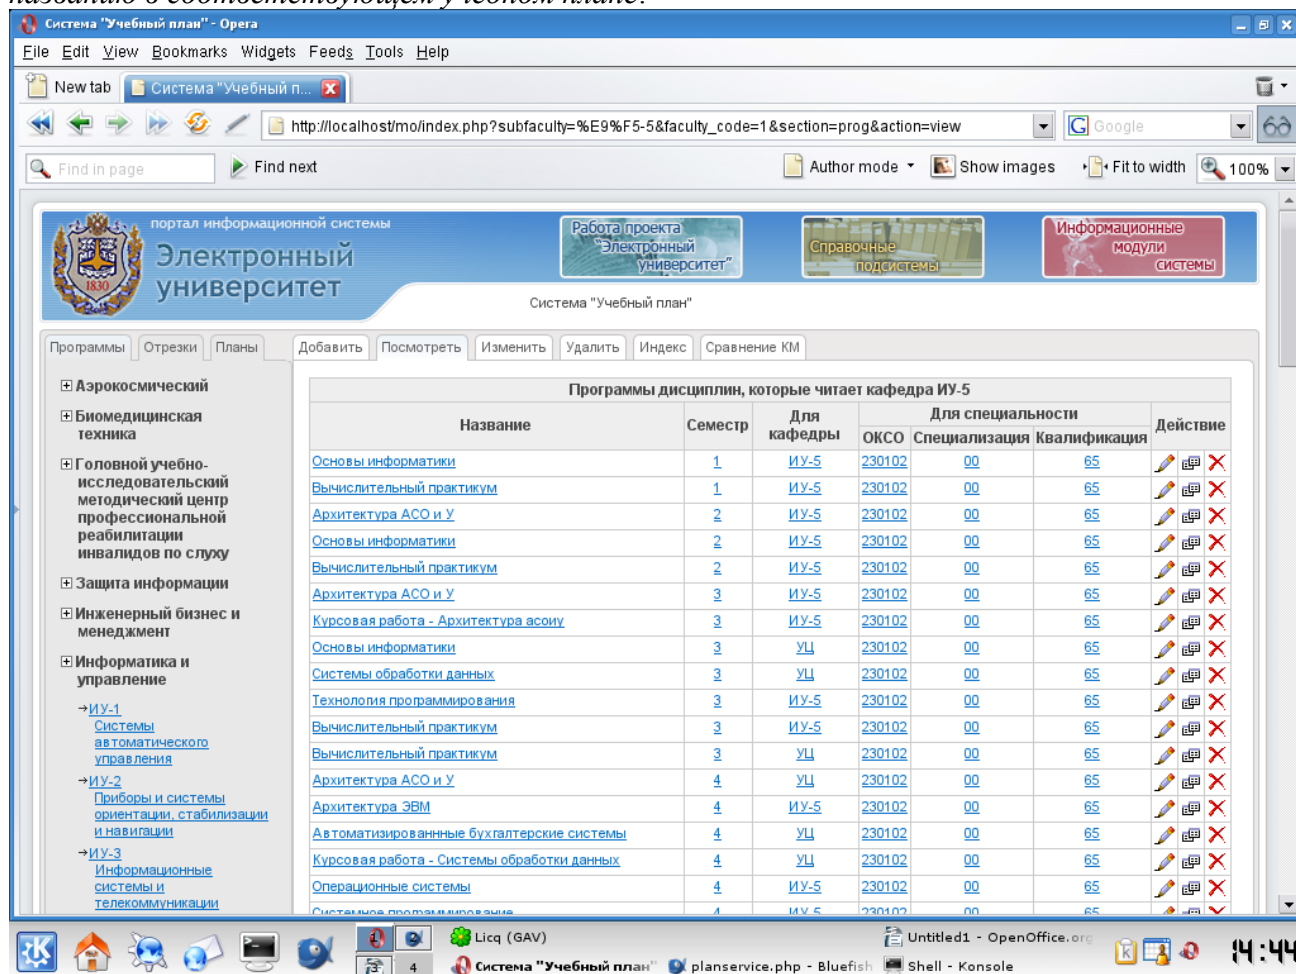 названию в соответствующем учебном плане.
Система "Учебный план" - Opera
File Edit View Bookmarks Widgets Feeds Tools Help
New tab Система "Учебный п...
http://localhost/mo/index.php?subfaculty=%E9%F5-5&faculty_code=1&section=prog&action=view Google
Find in page Find next Author mode Show images Fit to width 100%
портал информационной системы
Электронный
университет
1830
Работа проекта
"Электронный
университет"
Справочные
подсистемы
Информационные
модули
системы
Система "Учебный план"
Программы Отрезки Планы Добавить Посмотреть Изменить Удалить Индекс Сравнение КМ
Аэрокосмический
Биомедицинская
техника
Головной учебно-
исследовательский
методический центр
профессиональной
реабилитации
инвалидов по слуху
Защита информации
Инженерный бизнес и
менеджмент
Информатика и
управление
→ИУ-1
Системы
автоматического
управления
→ИУ-2
Приборы и системы
ориентации, стабилизации
и навигации
→ИУ-3
Информационные
системы и
телекоммуникации
Программы дисциплин, которые читает кафедра ИУ-5
Название Семестр Для кафедры Для специальности Действие
ОКСО Специализация Квалификация
Основы информатики 1 ИУ-5 230102 00 65
Вычислительный практикум 1 ИУ-5 230102 00 65
Архитектура АСО и У 2 ИУ-5 230102 00 65
Основы информатики 2 ИУ-5 230102 00 65
Вычислительный практикум 2 ИУ-5 230102 00 65
Архитектура АСО и У 3 ИУ-5 230102 00 65
Курсовая работа - Архитектура асоиу 3 ИУ-5 230102 00 65
Основы информатики 3 УЦ 230102 00 65
Системы обработки данных 3 УЦ 230102 00 65
Технология программирования 3 ИУ-5 230102 00 65
Вычислительный практикум 3 ИУ-5 230102 00 65
Вычислительный практикум 3 УЦ 230102 00 65
Архитектура АСО и У 4 УЦ 230102 00 65
Архитектура ЭВМ 4 ИУ-5 230102 00 65
Автоматизированнные бухгалтерские системы 4 УЦ 230102 00 65
Курсовая работа - Системы обработки данных 4 УЦ 230102 00 65
Операционные системы 4 ИУ-5 230102 00 65
Системное программирование 4 ИУ-5 230102 00 65
Licq (GAV) Untitled1 - OpenOffice.org
4 Система "Учебный план" planservice.php - Bluefish Shell - Konsole
14:44